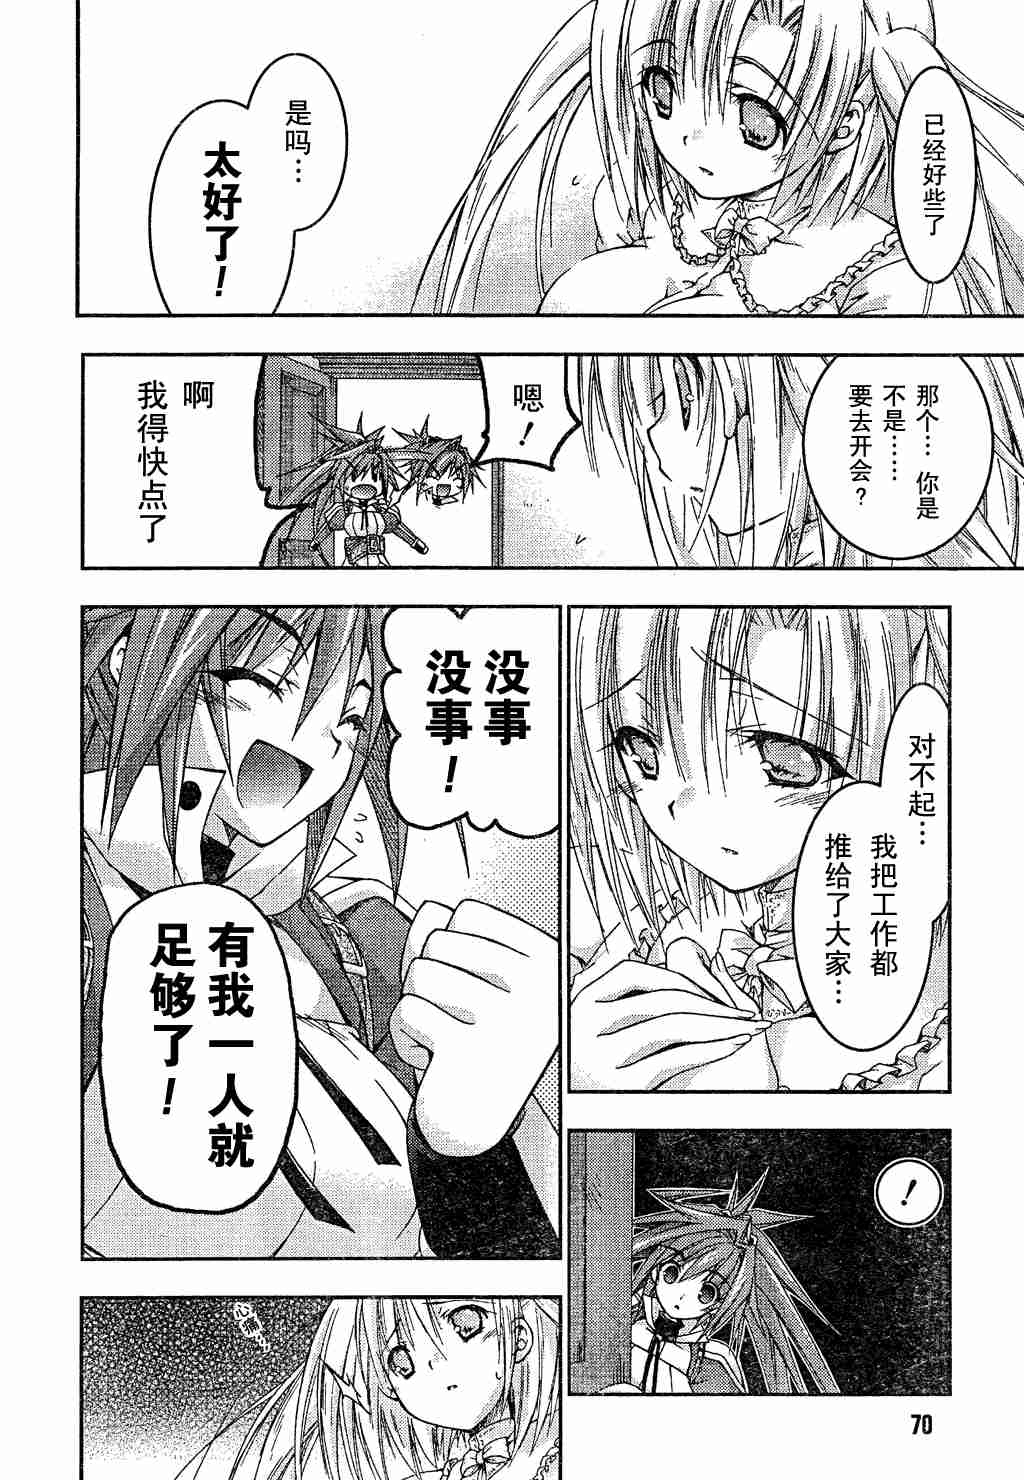 已经好些了
是吗…
太
好了！
那个…你是
不是……
要去开会？
嗯！
啊
我得快点了
对不起…
我把工作都
推给了大家…
没事
没事！
有我一人就
足够了！
！
70